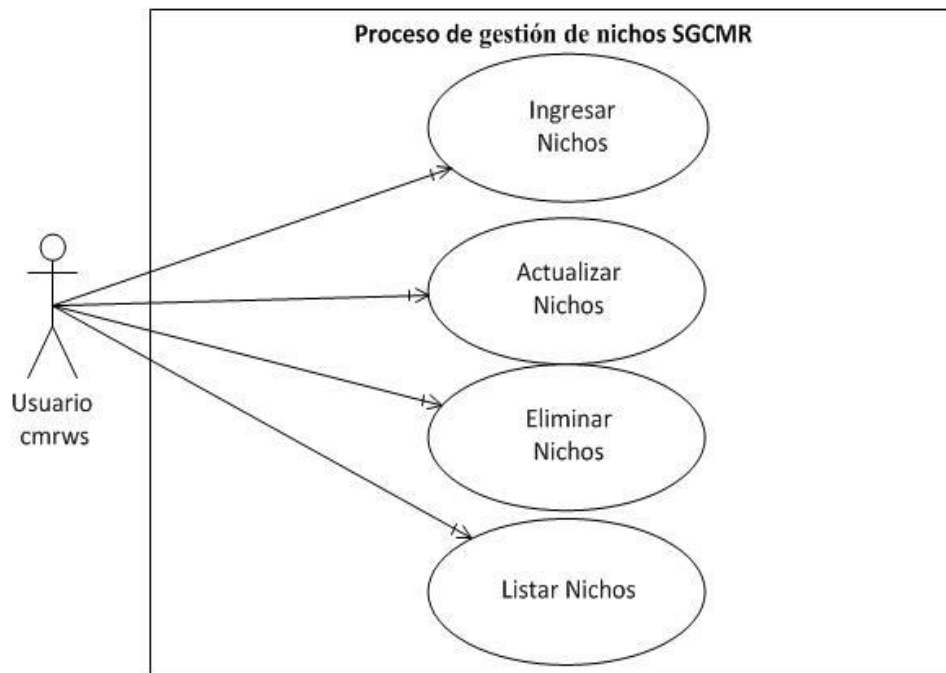 Proceso de gestión de nichos SGCMR
Ingresar
Nichos
Actualizar
Nichos
Eliminar
Nichos
Listar Nichos
Usuario
cmrws